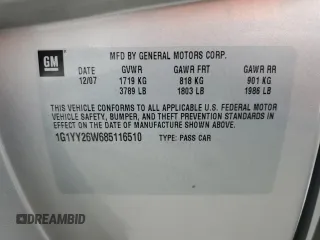 GM
MFD BY GENERAL MOTORS CORP.
DATE GVWR GAWR FRT GAWR RR
12/07 1719 KG 818 KG 901 KG
3789 LB 1803 LB 1986 LB
THIS VEHICLE CONFORMS TO ALL APPLICABLE U.S. FEDERAL MOTOR
VEHICLE SAFETY, BUMPER, AND THEFT PREVENTION STANDARDS
IN EFFECT ON THE DATE OF MANUFACTURE SHOWN ABOVE.
1G1YY26W685116510 TYPE: PASS CAR
DREAMBID